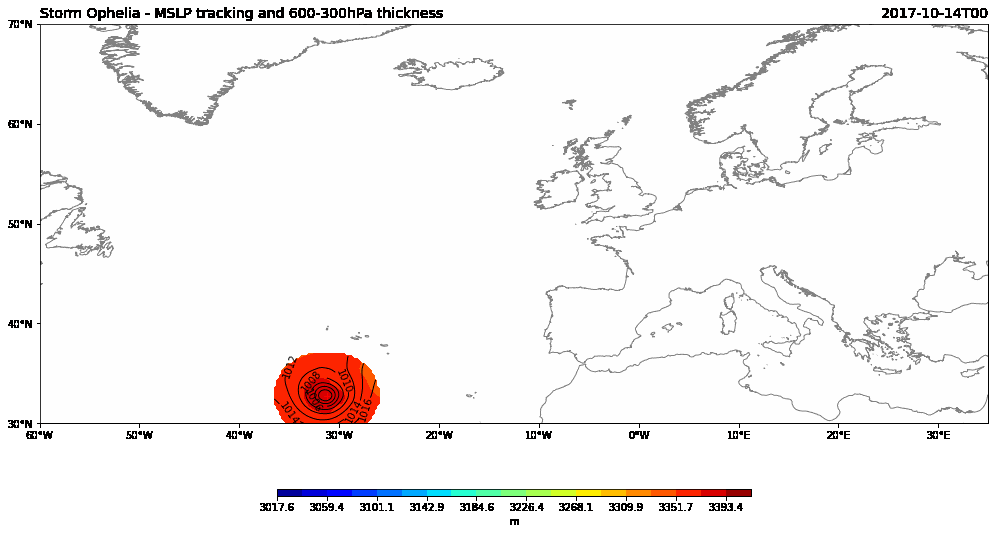 Storm Ophelia - MSLP tracking and 600-300hPa thickness 2017-10-14T00
70°N
60°N
50°N
40°N
30°N
1012
1008
1010
1014
1014
1016
60°W 50°W 40°W 30°W 20°W 10°W 0°W 10°E 20°E 30°E
3017.6 3059.4 3101.1 3142.9 3184.6 3226.4 3268.1 3309.9 3351.7 3393.4
m